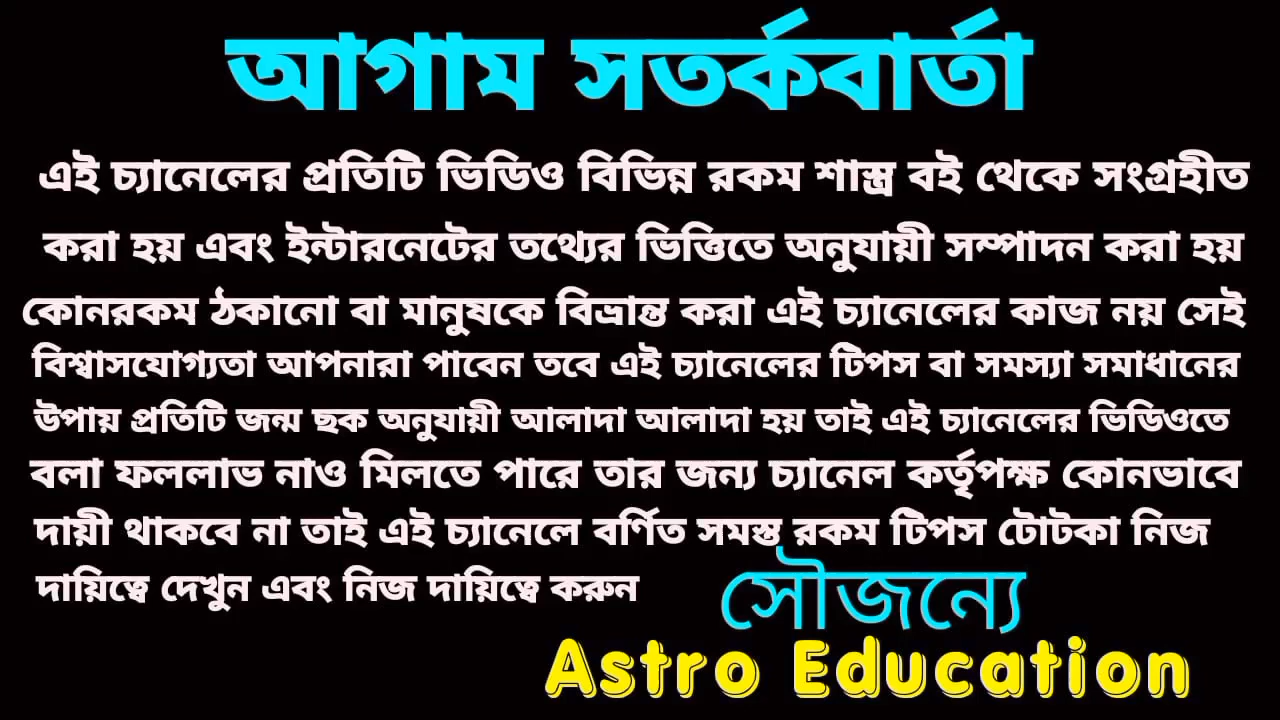 আগাম সতর্কবার্তা
এই চ্যানেলের প্রতিটি ভিডিও বিভিন্ন রকম শাস্ত্র বই থেকে সংগ্রহীত
করা হয় এবং ইন্টারনেটের তথ্যের ভিত্তিতে অনুযায়ী সম্পাদন করা হয়
কোনরকম ঠকানো বা মানুষকে বিভ্রান্ত করা এই চ্যানেলের কাজ নয় সেই
বিশ্বাসযোগ্যতা আপনারা পাবেন তবে এই চ্যানেলের টিপস বা সমস্যা সমাধানের
উপায় প্রতিটি জন্ম ছক অনুযায়ী আলাদা আলাদা হয় তাই এই চ্যানেলের ভিডিওতে
বলা ফললাভ নাও মিলতে পারে তার জন্য চ্যানেল কর্তৃপক্ষ কোনভাবে
দায়ী থাকবে না তাই এই চ্যানেলে বর্ণিত সমস্ত রকম টিপস টোটকা নিজ
দায়িত্বে দেখুন এবং নিজ দায়িত্বে করুন
সৌজন্যে
Astro Education